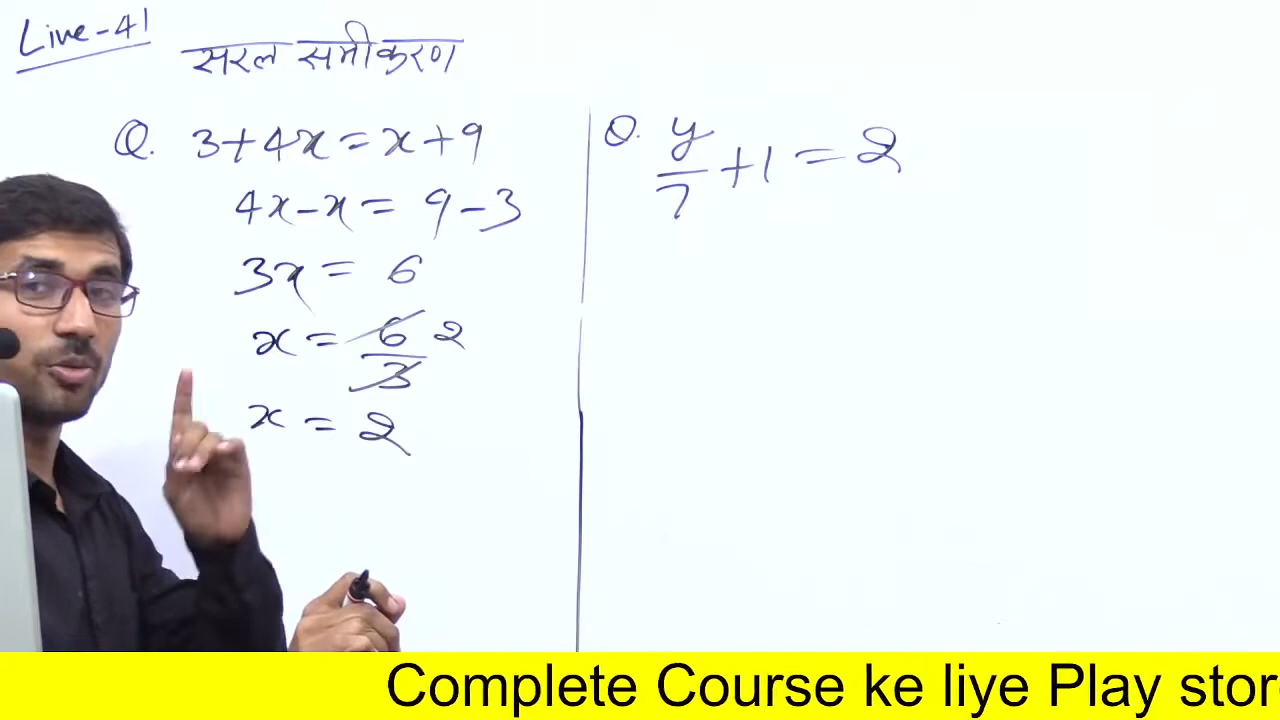 Live-41
सरल समीकरण
Q. 3+4x=x+9
4x-x=9-3
3x=6
x=6/3 2
x=2
Q. y/7+1=2
Complete Course ke liye Play stor